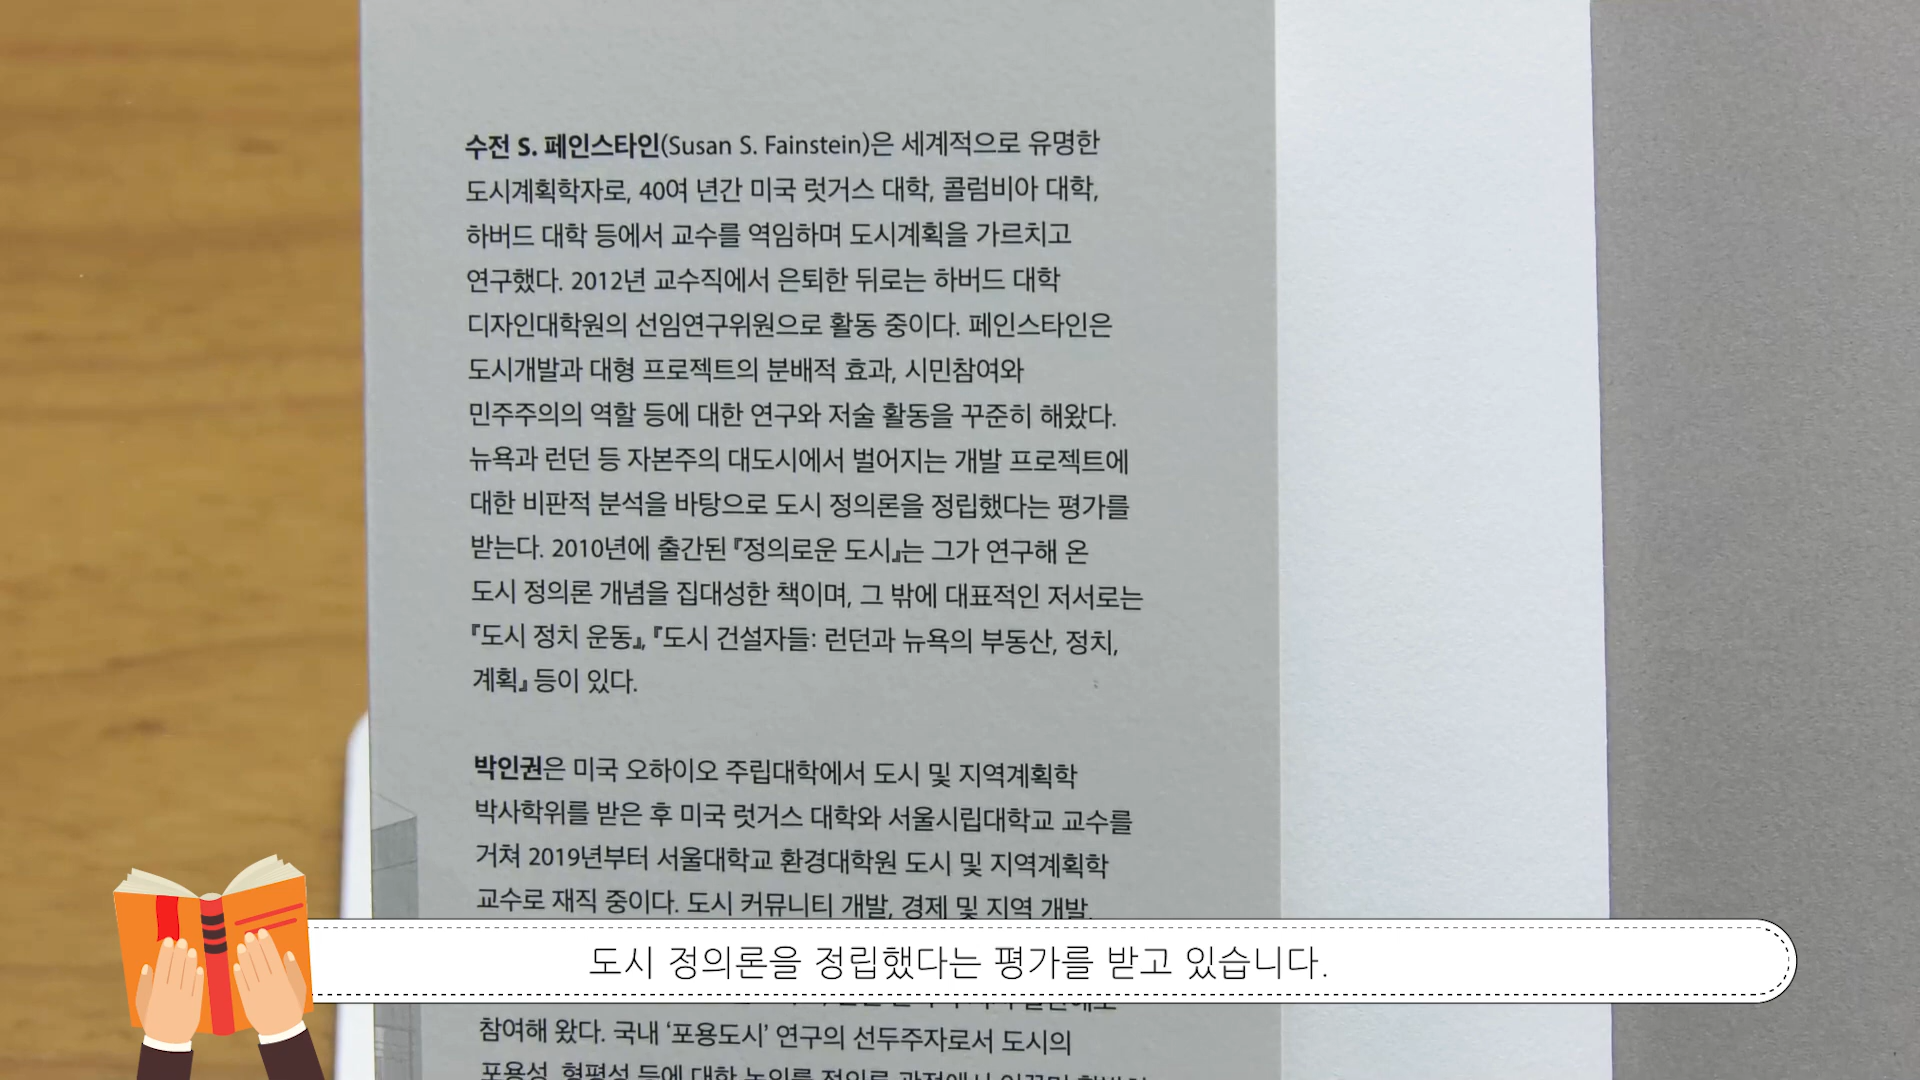 수전 S. 페인스타인(Susan S. Fainstein)은 세계적으로 유명한
도시계획학자로, 40여 년간 미국 럿거스 대학, 콜럼비아 대학,
하버드 대학 등에서 교수를 역임하며 도시계획을 가르치고
연구했다. 2012년 교수직에서 은퇴한 뒤로는 하버드 대학
디자인대학원의 선임연구위원으로 활동 중이다. 페인스타인은
도시개발과 대형 프로젝트의 분배적 효과, 시민참여와
민주주의의 역할 등에 대한 연구와 저술 활동을 꾸준히 해왔다.
뉴욕과 런던 등 자본주의 대도시에서 벌어지는 개발 프로젝트에
대한 비판적 분석을 바탕으로 도시 정의론을 정립했다는 평가를
받는다. 2010년에 출간된 『정의로운 도시』는 그가 연구해 온
도시 정의론 개념을 집대성한 책이며, 그 밖에 대표적인 저서로는
『도시 정치 운동』, 『도시 건설자들: 런던과 뉴욕의 부동산, 정치,
계획』 등이 있다.
박인권은 미국 오하이오 주립대학에서 도시 및 지역계획학
박사학위를 받은 후 미국 럿거스 대학와 서울시립대학교 교수를
거쳐 2019년부터 서울대학교 환경대학원 도시 및 지역계획학
교수로 재직 중이다. 도시 커뮤니티 개발, 경제 및 지역 개발,
도시 정의론을 정립했다는 평가를 받고 있습니다.
참여해 왔다. 국내 ‘포용도시’ 연구의 선두주자로서 도시의
포용성, 형평성 등에 대한 논의를